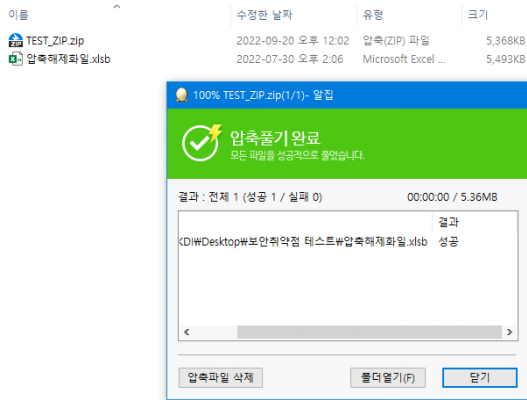 이름 수정한 날짜 유형 크기
TEST_ZIP.zip 2022-09-20 오후 12:02 압축(ZIP) 파일 5,368KB
압축해제화일.xlsb 2022-07-30 오후 2:06 Microsoft Excel ... 5,493KB
100% TEST_ZIP.zip(1/1)- 알집
압축풀기 완료
모든 파일을 성공적으로 풀었습니다.
결과 : 전체 1 (성공 1 / 실패 0) 00:00:00 / 5.36MB
결과
KDI₩Desktop₩보안취약점 테스트₩압축해제화일.xlsb 성공
압축파일 삭제 폴더열기(F) 닫기